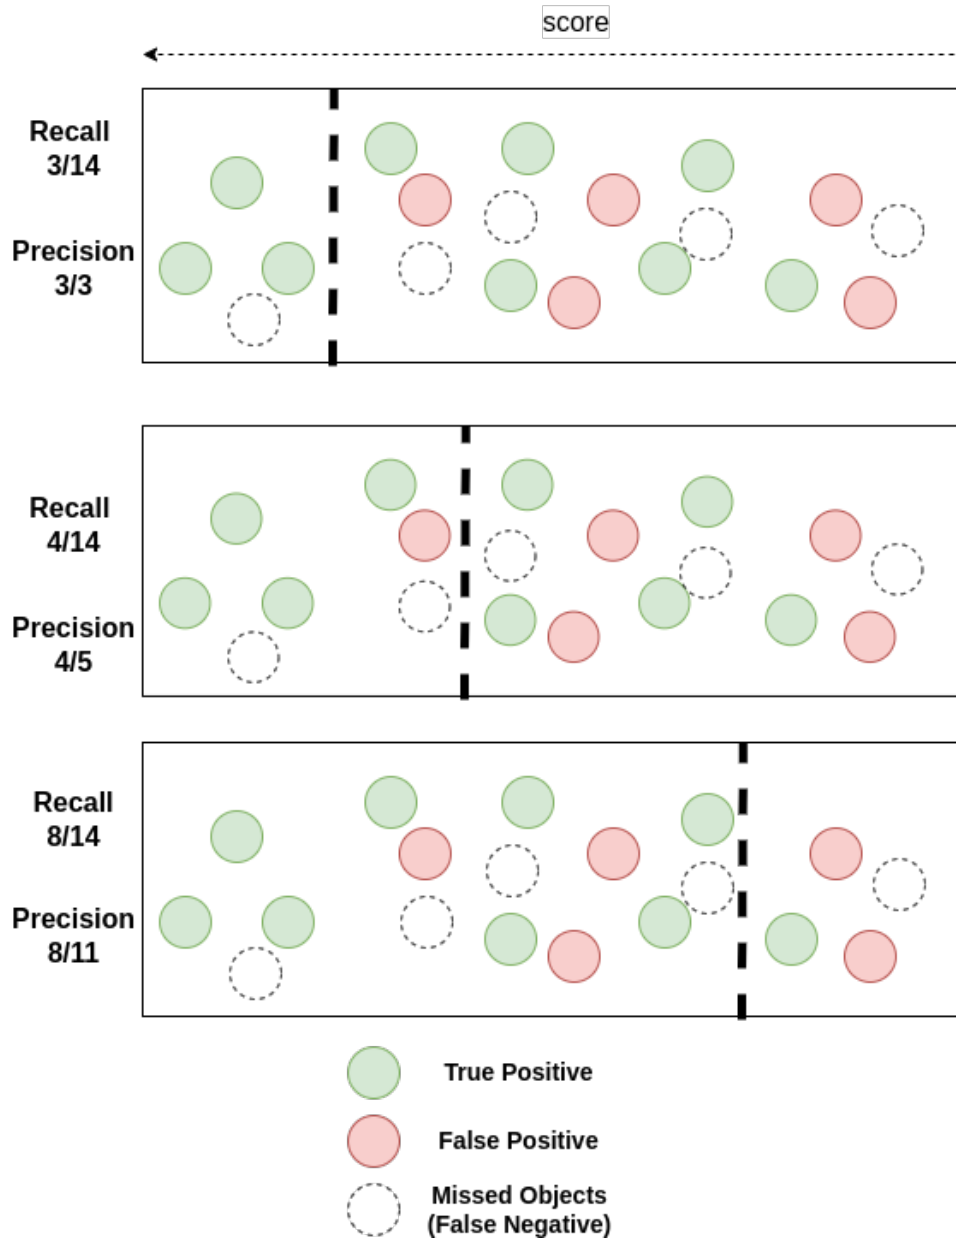 score
Recall
3/14
Precision
3/3
Recall
4/14
Precision
4/5
Recall
8/14
Precision
8/11
True Positive
False Positive
Missed Objects
(False Negative)